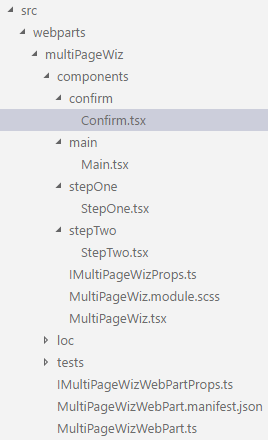 src
webparts
multiPageWiz
components
confirm
Confirm.tsx
main
Main.tsx
stepOne
StepOne.tsx
stepTwo
StepTwo.tsx
IMultiPageWizProps.ts
MultiPageWiz.module.scss
MultiPageWiz.tsx
loc
tests
IMultiPageWizWebPartProps.ts
MultiPageWizWebPart.manifest.json
MultiPageWizWebPart.ts